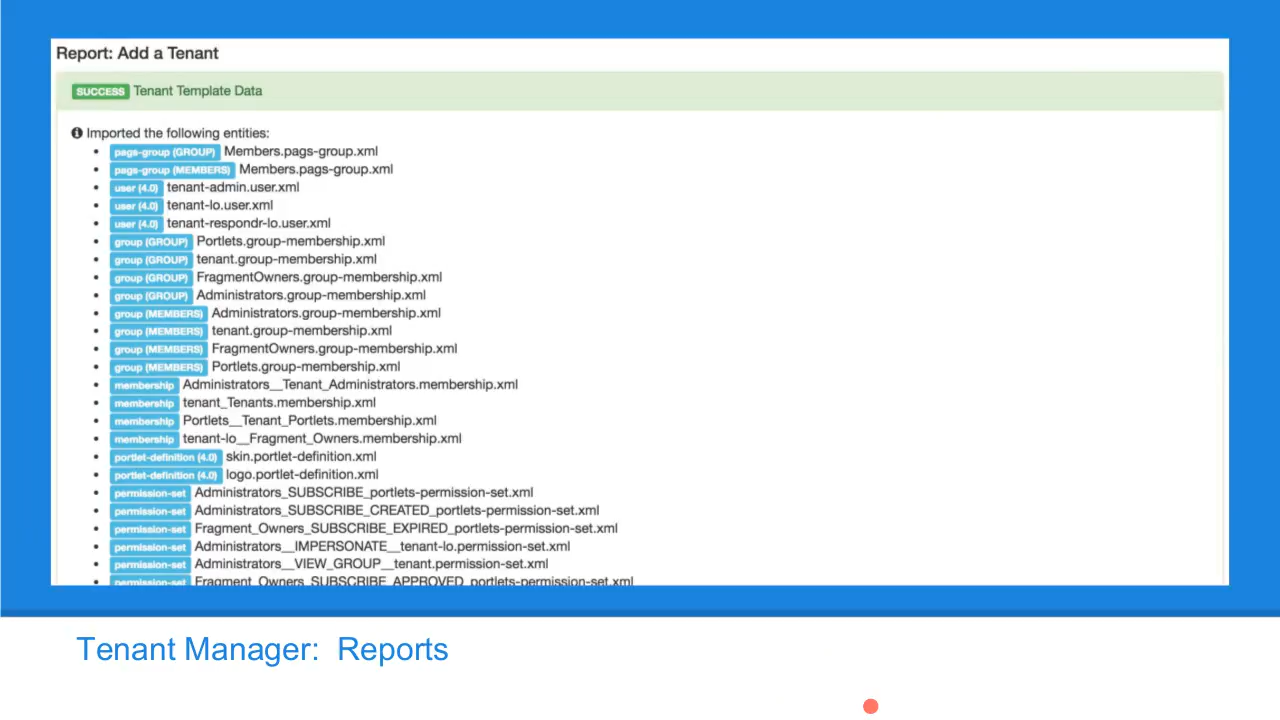 Report: Add a Tenant
SUCCESS Tenant Template Data
Imported the following entities:
pags-group (GROUP) Members.pags-group.xml
pags-group (MEMBERS) Members.pags-group.xml
user (4.0) tenant-admin.user.xml
user (4.0) tenant-lo.user.xml
user (4.0) tenant-respondr-lo.user.xml
group (GROUP) Portlets.group-membership.xml
group (GROUP) tenant.group-membership.xml
group (GROUP) FragmentOwners.group-membership.xml
group (GROUP) Administrators.group-membership.xml
group (MEMBERS) Administrators.group-membership.xml
group (MEMBERS) tenant.group-membership.xml
group (MEMBERS) FragmentOwners.group-membership.xml
group (MEMBERS) Portlets.group-membership.xml
membership Administrators__Tenant_Administrators.membership.xml
membership tenant_Tenants.membership.xml
membership Portlets__Tenant_Portlets.membership.xml
membership tenant-lo__Fragment_Owners.membership.xml
portlet-definition (4.0) skin.portlet-definition.xml
portlet-definition (4.0) logo.portlet-definition.xml
permission-set Administrators_SUBSCRIBE_portlets-permission-set.xml
permission-set Administrators_SUBSCRIBE_CREATED_portlets-permission-set.xml
permission-set Fragment_Owners_SUBSCRIBE_EXPIRED_portlets-permission-set.xml
permission-set Administrators__IMPERSONATE__tenant-lo.permission-set.xml
permission-set Administrators__VIEW_GROUP__tenant.permission-set.xml
permission-set Fragment_Owners_SUBSCRIBE_APPROVED_portlets-permission-set.xml
Tenant Manager: Reports